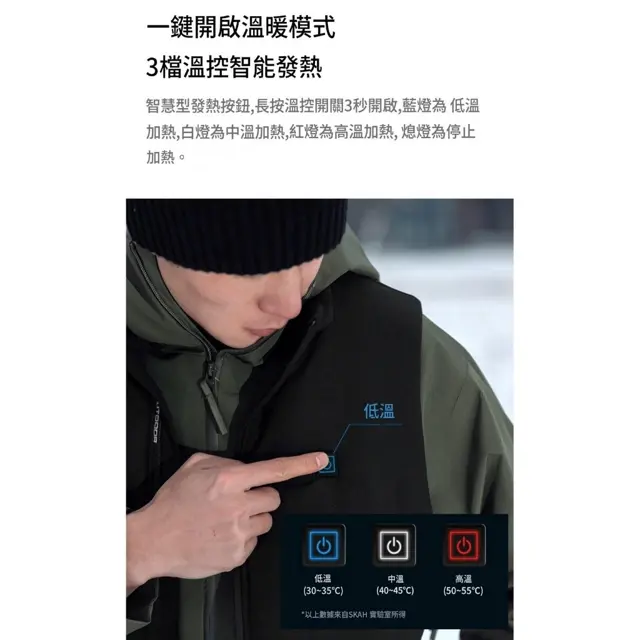 一鍵開啟溫暖模式
3檔溫控智能發熱
智慧型發熱按鈕,長按溫控開關3秒開啟,藍燈為 低溫
加熱,白燈為中溫加熱,紅燈為高溫加熱, 熄燈為停止
加熱。
低溫
UTOOOR
低溫
中溫
高溫
(30~35℃)
(40~45℃)
(50~55℃)
*以上數據來自SKAH 實驗室所得